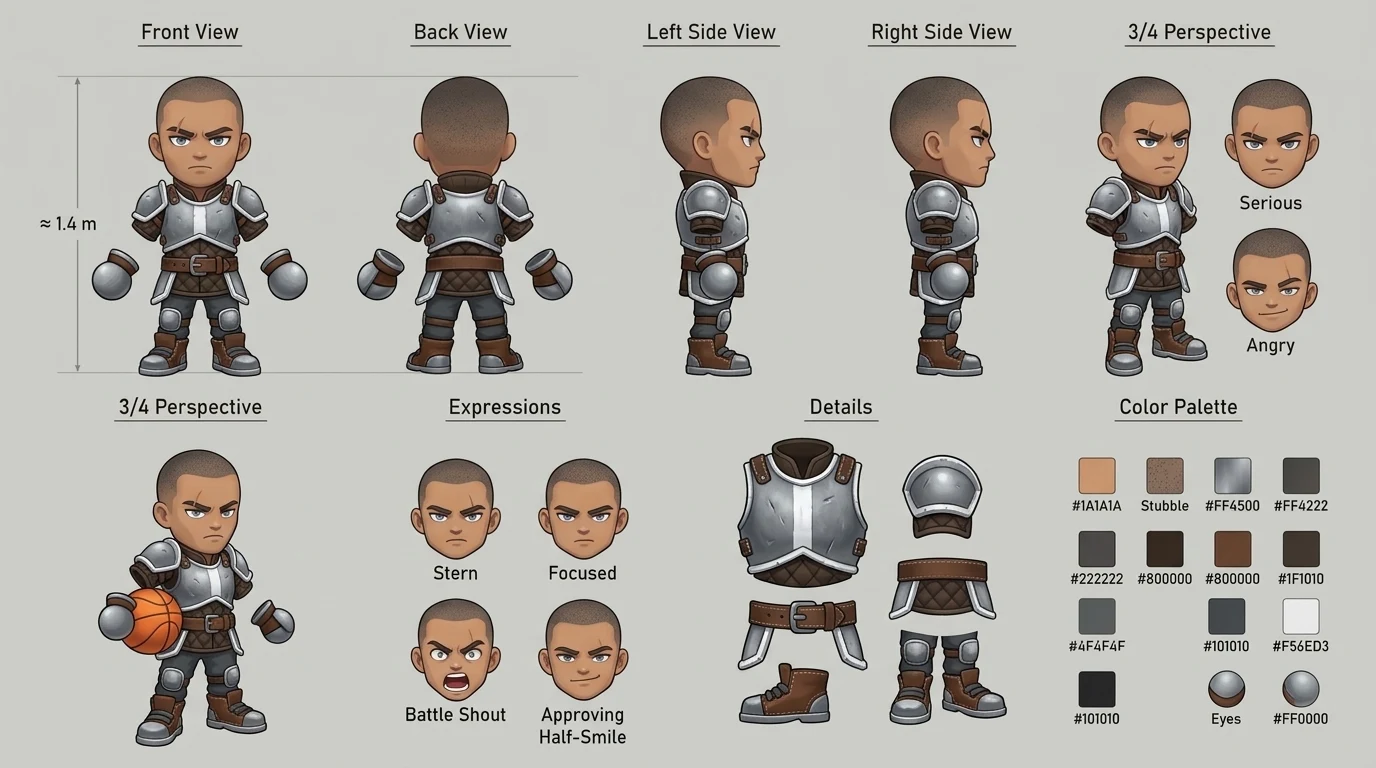 Front View
Back View
Left Side View
Right Side View
3/4 Perspective
≈ 1.4 m
Serious
Angry
3/4 Perspective
Expressions
Details
Color Palette
Stern
Focused
Battle Shout
Approving
Half-Smile
#1A1A1A
Stubble
#FF4500
#FF4222
#222222
#800000
#800000
#1F1010
#4F4F4F
#101010
#F56ED3
#101010
Eyes
#FF0000